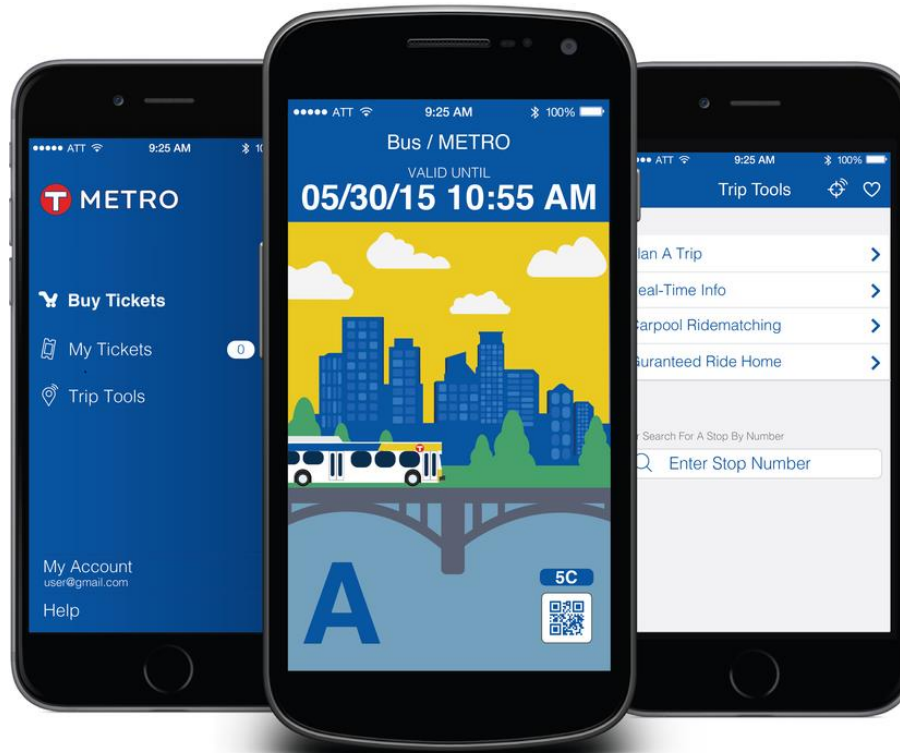 ATT 9:25 AM
T METRO
Buy Tickets
My Tickets 0
Trip Tools
My Account
user@gmail.com
Help
ATT 9:25 AM 100%
Bus / METRO
VALID UNTIL
05/30/15 10:55 AM
T
A
5C
ATT 9:25 AM 100%
Trip Tools
lan A Trip
eal-Time Info
arpool Ridematching
uranteed Ride Home
r Search For A Stop By Number
Enter Stop Number